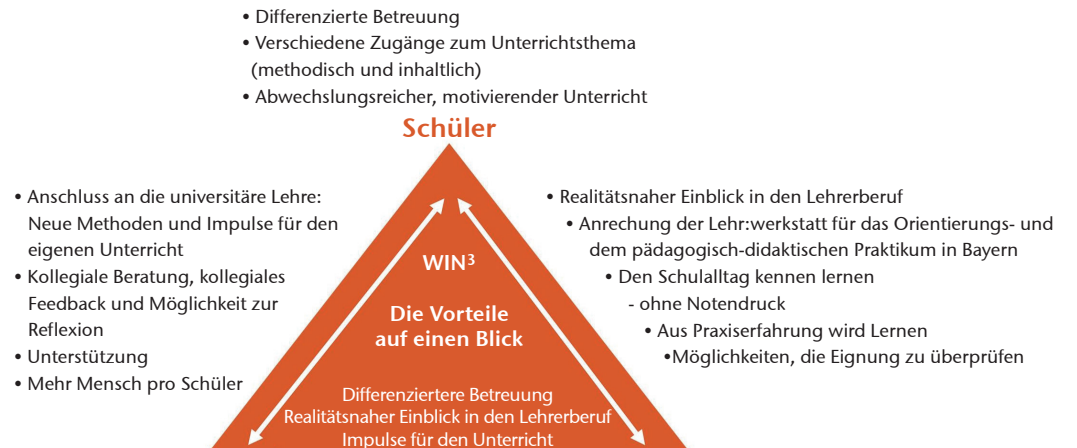 • Differenzierte Betreuung
• Verschiedene Zugänge zum Unterrichtsthema
(methodisch und inhaltlich)
• Abwechslungsreicher, motivierender Unterricht
Schüler
• Anschluss an die universitäre Lehre:
Neue Methoden und Impulse für den
eigenen Unterricht
• Kollegiale Beratung, kollegiales
Feedback und Möglichkeit zur
Reflexion
• Unterstützung
• Mehr Mensch pro Schüler
WIN³
Die Vorteile
auf einen Blick
Differenziertere Betreuung
Realitätsnaher Einblick in den Lehrerberuf
Impulse für den Unterricht
• Realitätsnaher Einblick in den Lehrerberuf
• Anrechung der Lehr:werkstatt für das Orientierungs- und
dem pädagogisch-didaktischen Praktikum in Bayern
• Den Schulalltag kennen lernen
- ohne Notendruck
• Aus Praxiserfahrung wird Lernen
•Möglichkeiten, die Eignung zu überprüfen